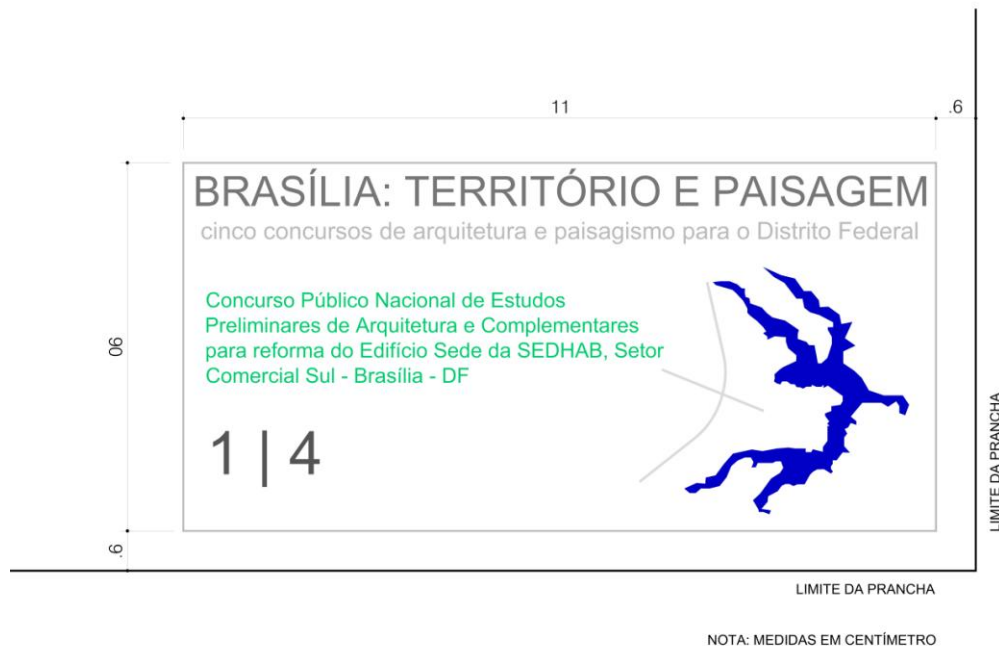 11
.6
BRASÍLIA: TERRITÓRIO E PAISAGEM
cinco concursos de arquitetura e paisagismo para o Distrito Federal
Concurso Público Nacional de Estudos
Preliminares de Arquitetura e Complementares
para reforma do Edifício Sede da SEDHAB, Setor
Comercial Sul - Brasília - DF
06
1 | 4
.6
LIMITE DA PRANCHA
LIMITE DA PRANCHA
NOTA: MEDIDAS EM CENTÍMETRO